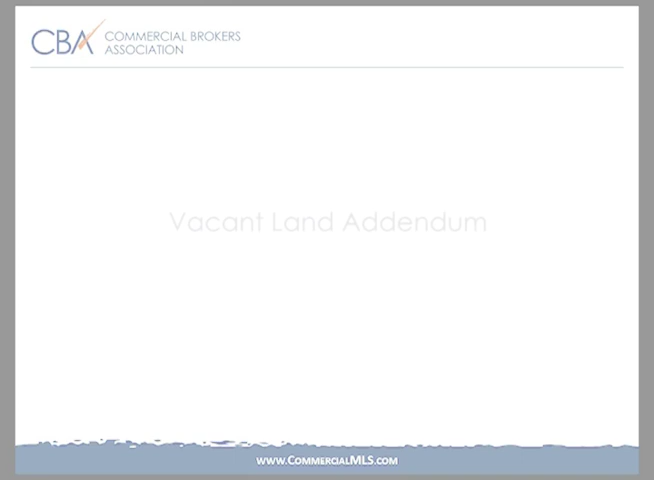 CBA COMMERCIAL BROKERS
ASSOCIATION
Vacant Land Addendum
www.CommercialMLS.com